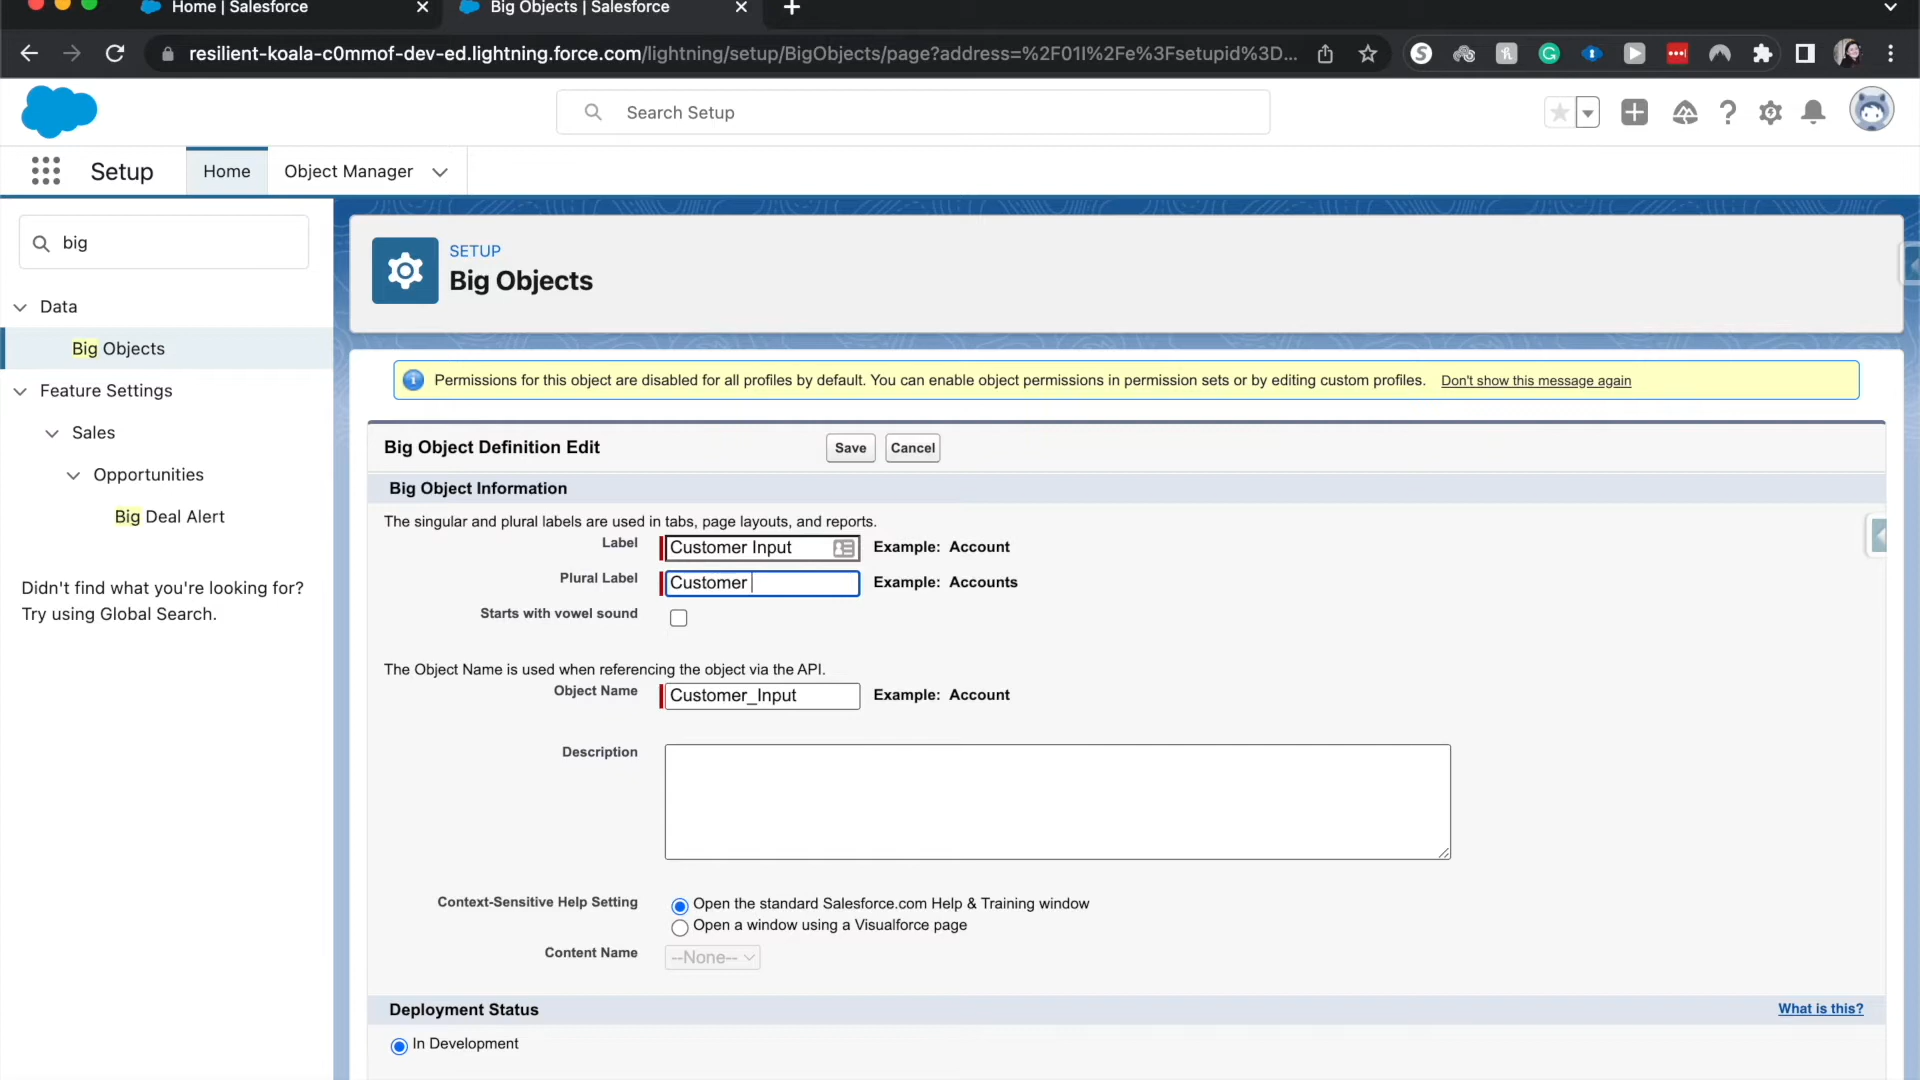 Home | Salesforce
Big Objects | Salesforce
resilient-koala-c0mmof-dev-ed.lightning.force.com/lightning/setup/BigObjects/page?address=%2F01I%2Fe%3Fsetupid%3D...
Search Setup
Setup
Home
Object Manager
big
Data
Big Objects
Feature Settings
Sales
Opportunities
Big Deal Alert
Didn't find what you're looking for?
Try using Global Search.
SETUP
Big Objects
Permissions for this object are disabled for all profiles by default. You can enable object permissions in permission sets or by editing custom profiles. Don't show this message again
Big Object Definition Edit Save Cancel
Big Object Information
The singular and plural labels are used in tabs, page layouts, and reports.
Label Customer Input Example: Account
Plural Label Customer Example: Accounts
Starts with vowel sound
The Object Name is used when referencing the object via the API.
Object Name Customer_Input Example: Account
Description
Context-Sensitive Help Setting Open the standard Salesforce.com Help & Training window
Open a window using a Visualforce page
Content Name --None--
Deployment Status What is this?
In Development